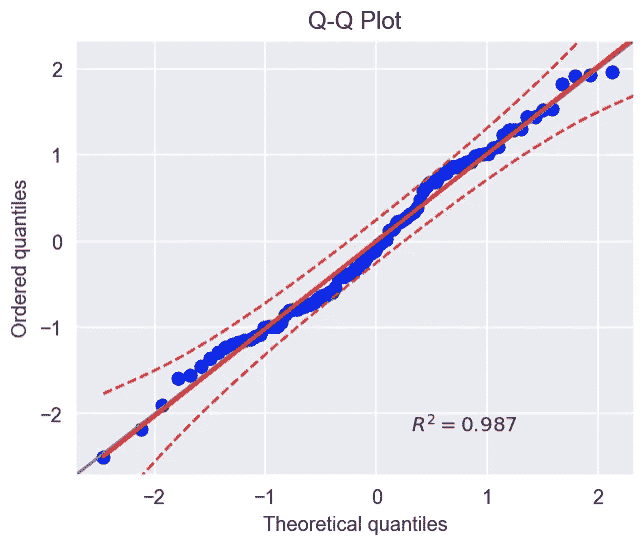 Q-Q Plot
Ordered quantiles
2
1
0
−1
−2
R² = 0.987
−2
−1
0
1
2
Theoretical quantiles